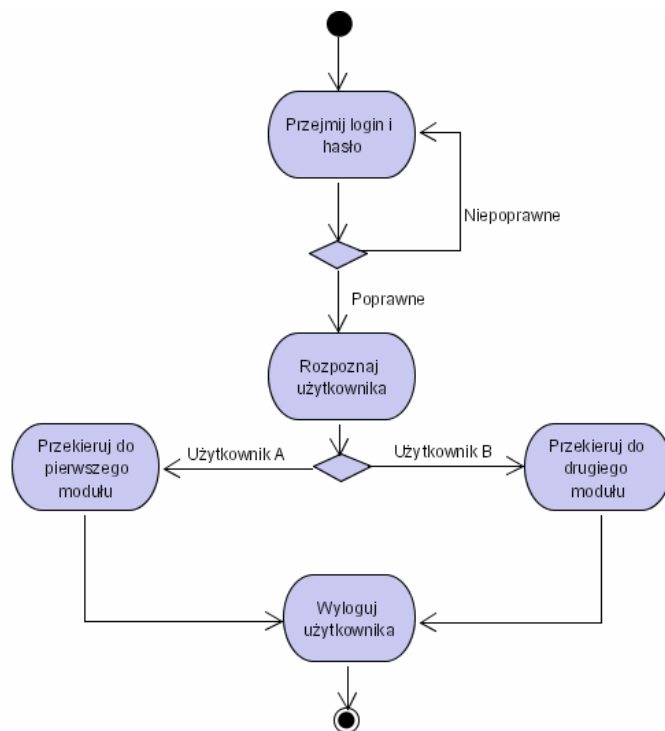 Przejmij login i
hasło
Niepoprawne
Poprawne
Rozpoznaj
użytkownika
Przekieruj do
pierwszego
modułu
Użytkownik A
Użytkownik B
Przekieruj do
drugiego
modułu
Wyloguj
użytkownika